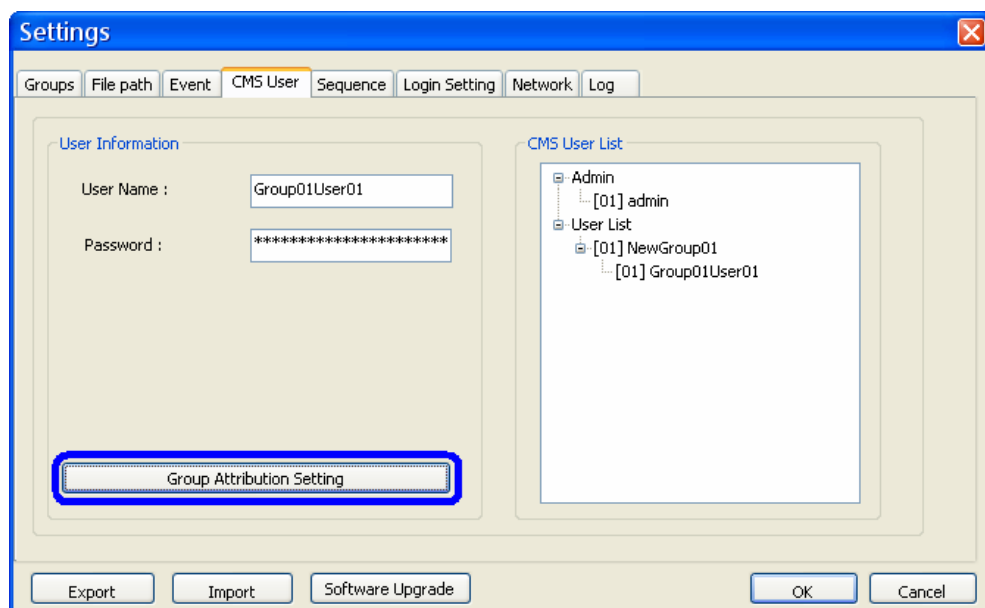 Settings
Groups File path Event CMS User Sequence Login Setting Network Log
User Information
User Name :
Group01User01
Password :
**********************
Group Attribution Setting
CMS User List
Admin
[01] admin
User List
[01] NewGroup01
[01] Group01User01
Export Import Software Upgrade OK Cancel